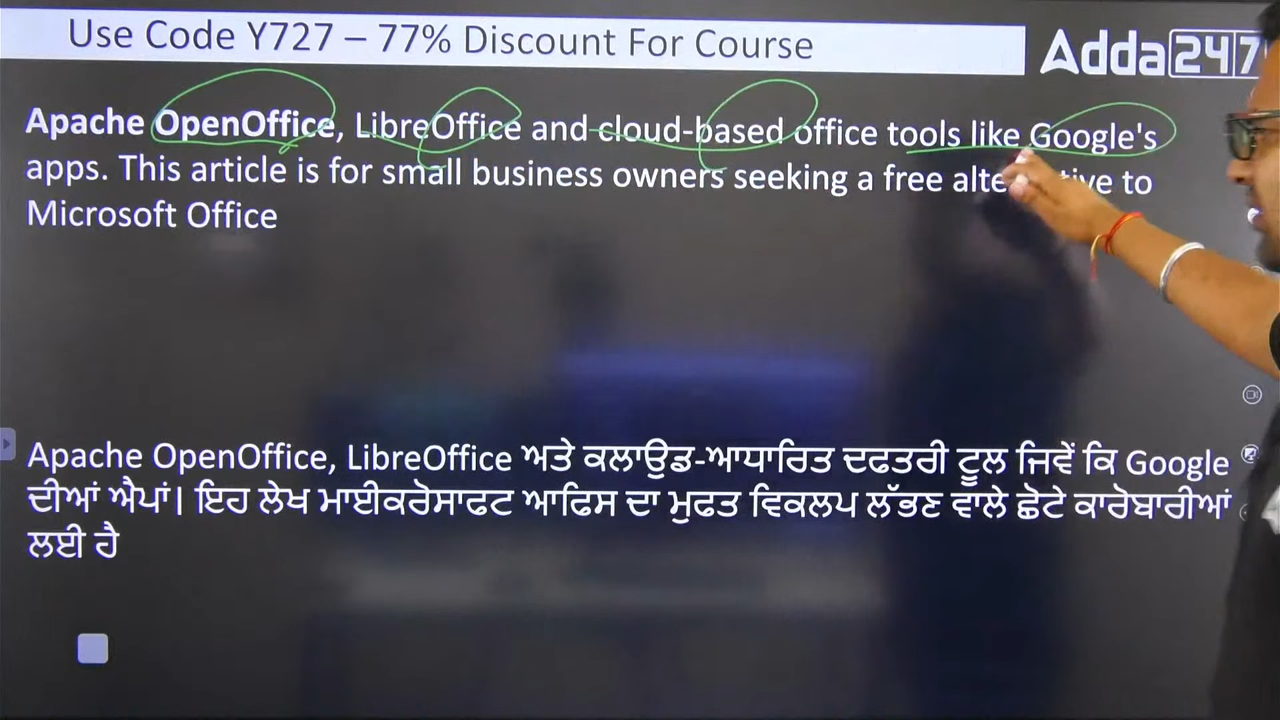 Use Code Y727 – 77% Discount For Course
Adda247
Apache OpenOffice, LibreOffice and cloud-based office tools like Google's
apps. This article is for small business owners seeking a free alte tive to
Microsoft Office
Apache OpenOffice, LibreOffice ਅਤੇ ਕਲਾਉਡ-ਆਧਾਰਿਤ ਦਫਤਰੀ ਟੂਲ ਜਿਵੇਂ ਕਿ Google
ਦੀਆਂ ਐਪਾਂ। ਇਹ ਲੇਖ ਮਾਈਕਰੋਸਾਫਟ ਆਫਿਸ ਦਾ ਮੁਫਤ ਵਿਕਲਪ ਲੱਭਣ ਵਾਲੇ ਛੋਟੇ ਕਾਰੋਬਾਰੀਆਂ
ਲਈ ਹੈ